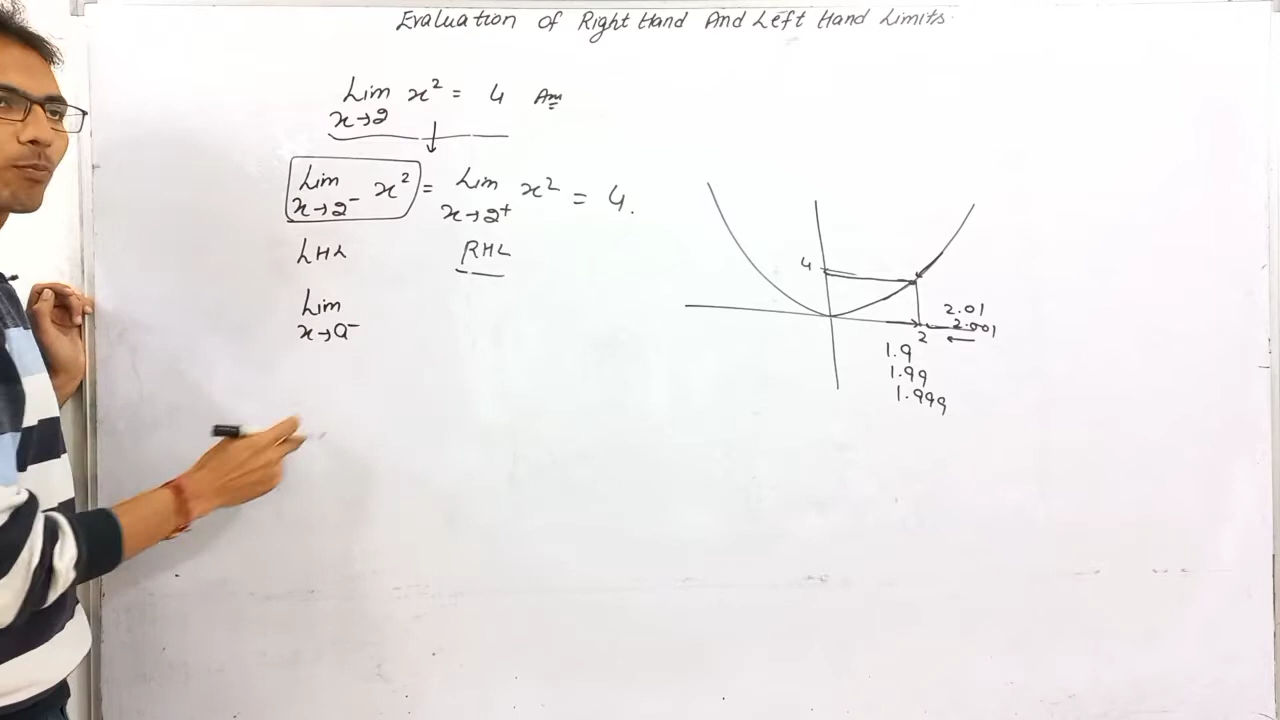 Evaluation of Right Hand And Left Hand Limits.
Lim x² = 4 Ans
x→2
Lim x² = Lim x² = 4.
x→2⁻ x→2⁺
LHL RHL
Lim
x→a⁻
4
2.01
2.001
2
1.9
1.99
1.999